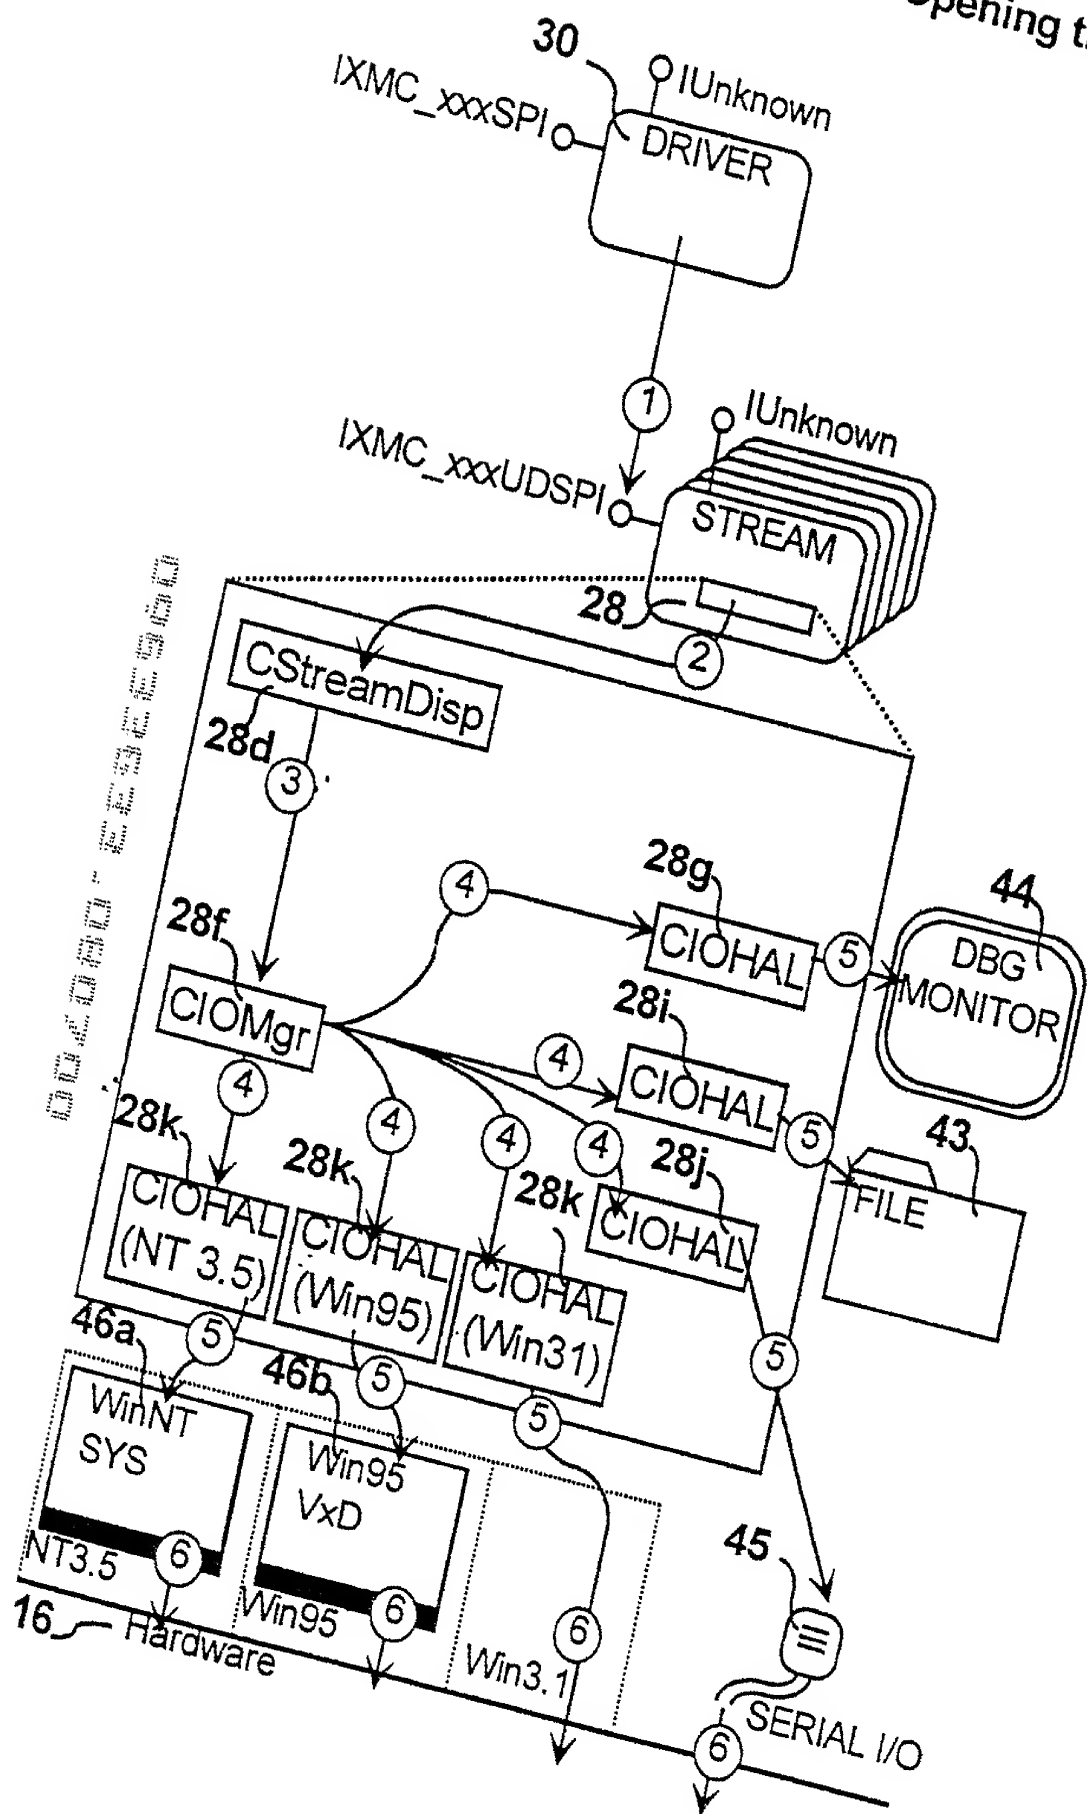 30
IUnknown
IXMC_xxxSPI
DRIVER
1
IUnknown
IXMC_xxxUDSPI
STREAM
28
2
CStreamDisp
28d
3
28g
4
44
28f
CIOHAL
5
DBG
MONITOR
CIOMgr
28i
4
CIOHAL
5
4
28k
4
4
4
43
28k
28j
28k
FILE
CIOHAL
(NT 3.5)
CIOHAL
(Win95)
CIOHAL
(Win31)
CIOHAL
5
46a
5
46b
5
5
WinNT
SYS
Win95
VxD
45
NT3.5
6
Win95
6
6
16
Hardware
Win3.1
SERIAL I/O
6